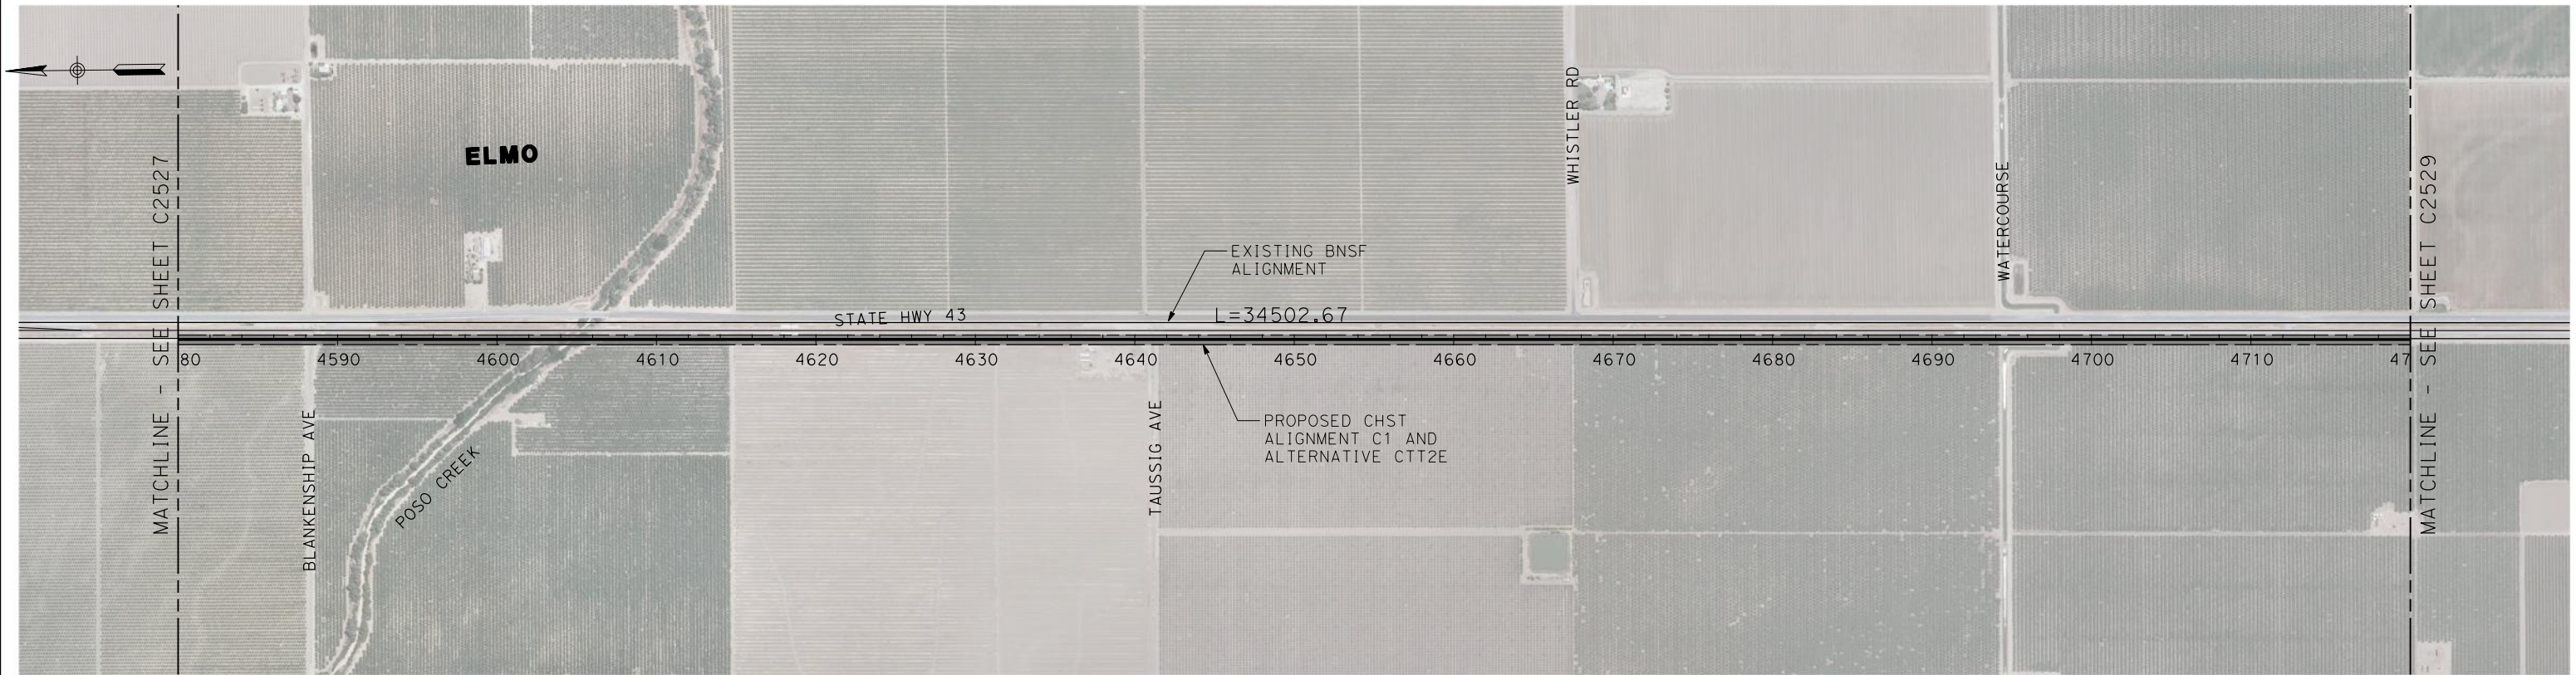 ELMO
MATCHLINE - SEE SHEET C2527
WHISTLER RD
WATERCOURSE
MATCHLINE - SEE SHEET C2529
EXISTING BNSF
ALIGNMENT
STATE HWY 43
L=34502.67
80 4590 4600 4610 4620 4630 4640 4650 4660 4670 4680 4690 4700 4710 47
BLANKENSHIP AVE
POSO CREEK
TAUSSIG AVE
PROPOSED CHST
ALIGNMENT C1 AND
ALTERNATIVE CTT2E